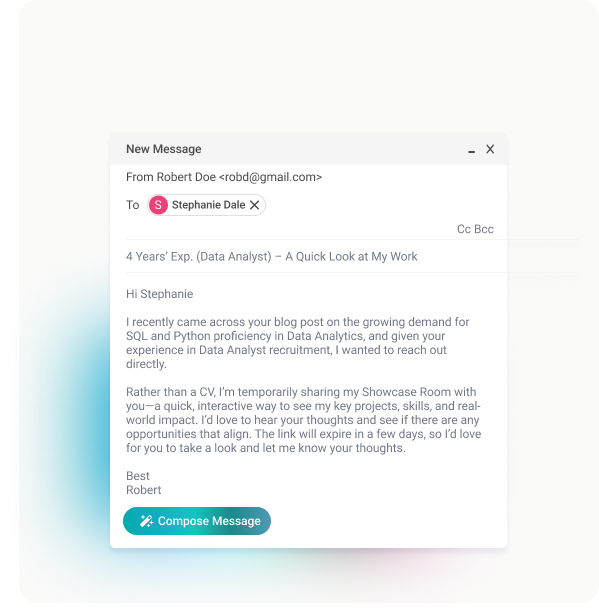 New Message
From Robert Doe <robd@gmail.com>
To S Stephanie Dale
Cc Bcc
4 Years’ Exp. (Data Analyst) – A Quick Look at My Work
Hi Stephanie
I recently came across your blog post on the growing demand for
SQL and Python proficiency in Data Analytics, and given your
experience in Data Analyst recruitment, I wanted to reach out
directly.
Rather than a CV, I’m temporarily sharing my Showcase Room with
you—a quick, interactive way to see my key projects, skills, and real-
world impact. I’d love to hear your thoughts and see if there are any
opportunities that align. The link will expire in a few days, so I’d love
for you to take a look and let me know your thoughts.
Best
Robert
Compose Message